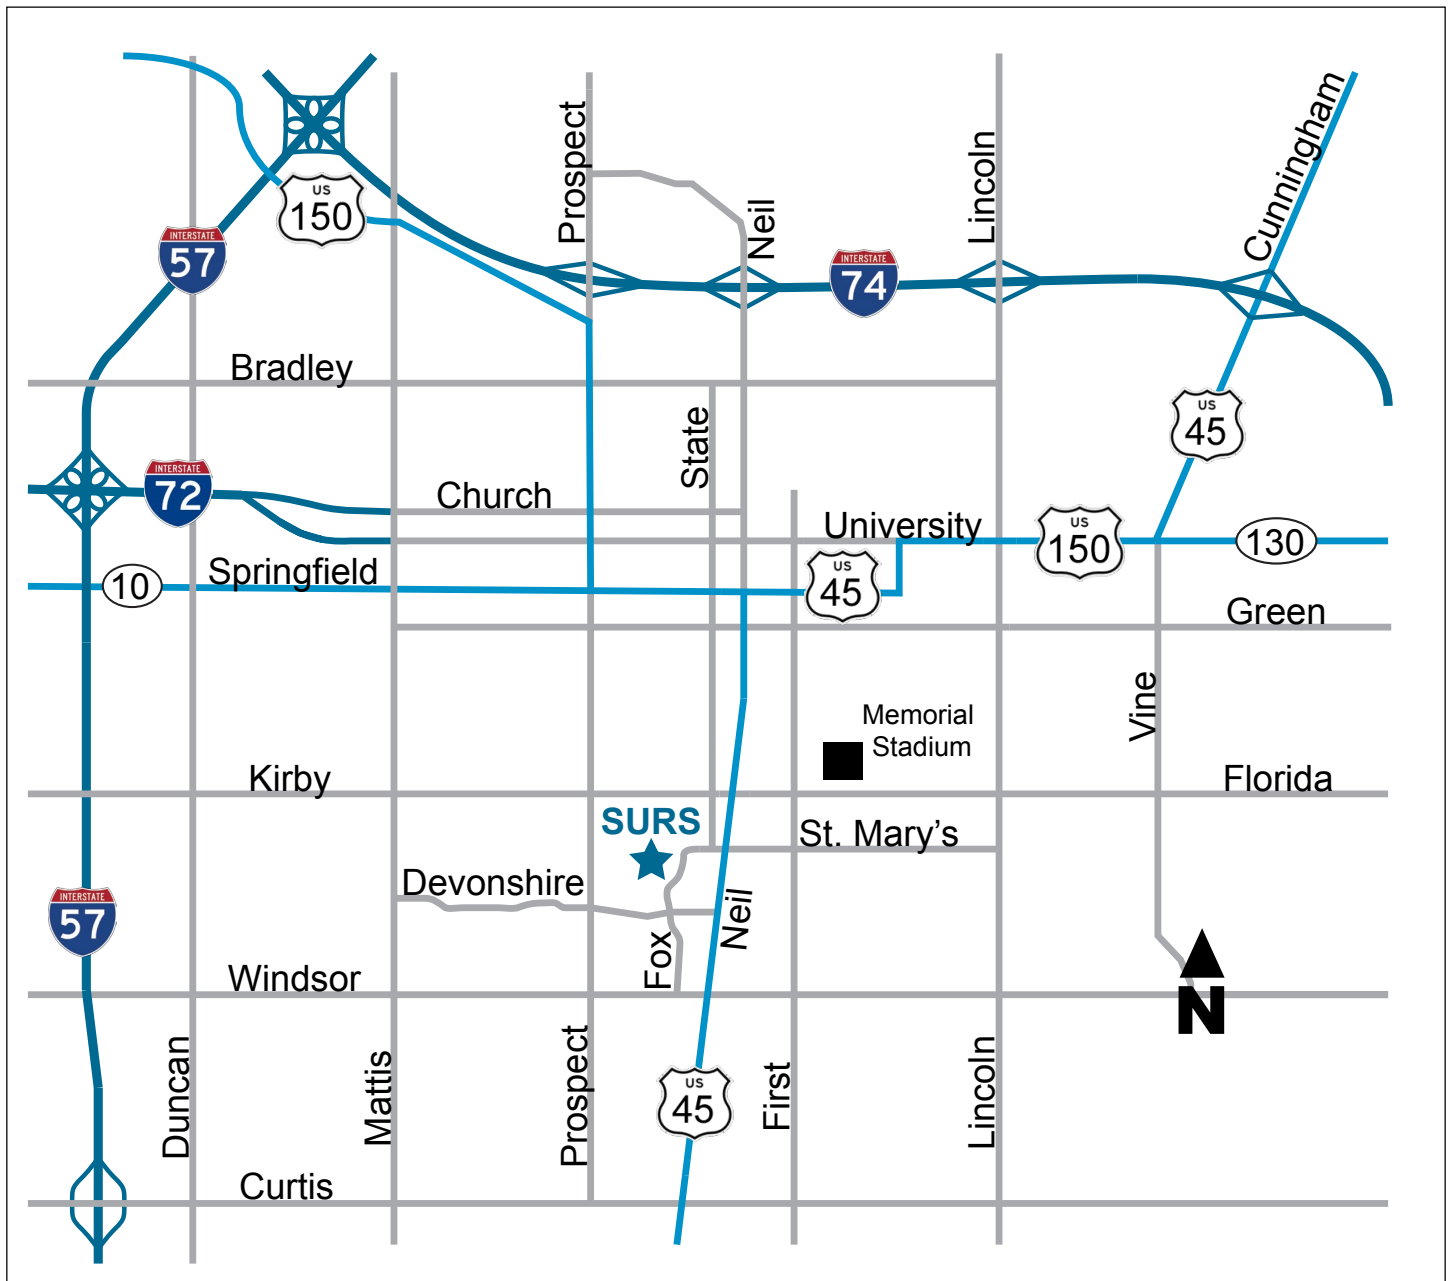 Prospect
Neil
Lincoln
Cunningham
US
150
INTERSTATE
57
INTERSTATE
74
Bradley
State
US
45
INTERSTATE
72
Church
University
US
150
130
10
Springfield
US
45
Green
Vine
Memorial
Stadium
Kirby
Florida
SURS
St. Mary’s
Devonshire
INTERSTATE
57
Neil
Fox
Windsor
N
Duncan
Mattis
Prospect
US
45
First
Lincoln
Curtis